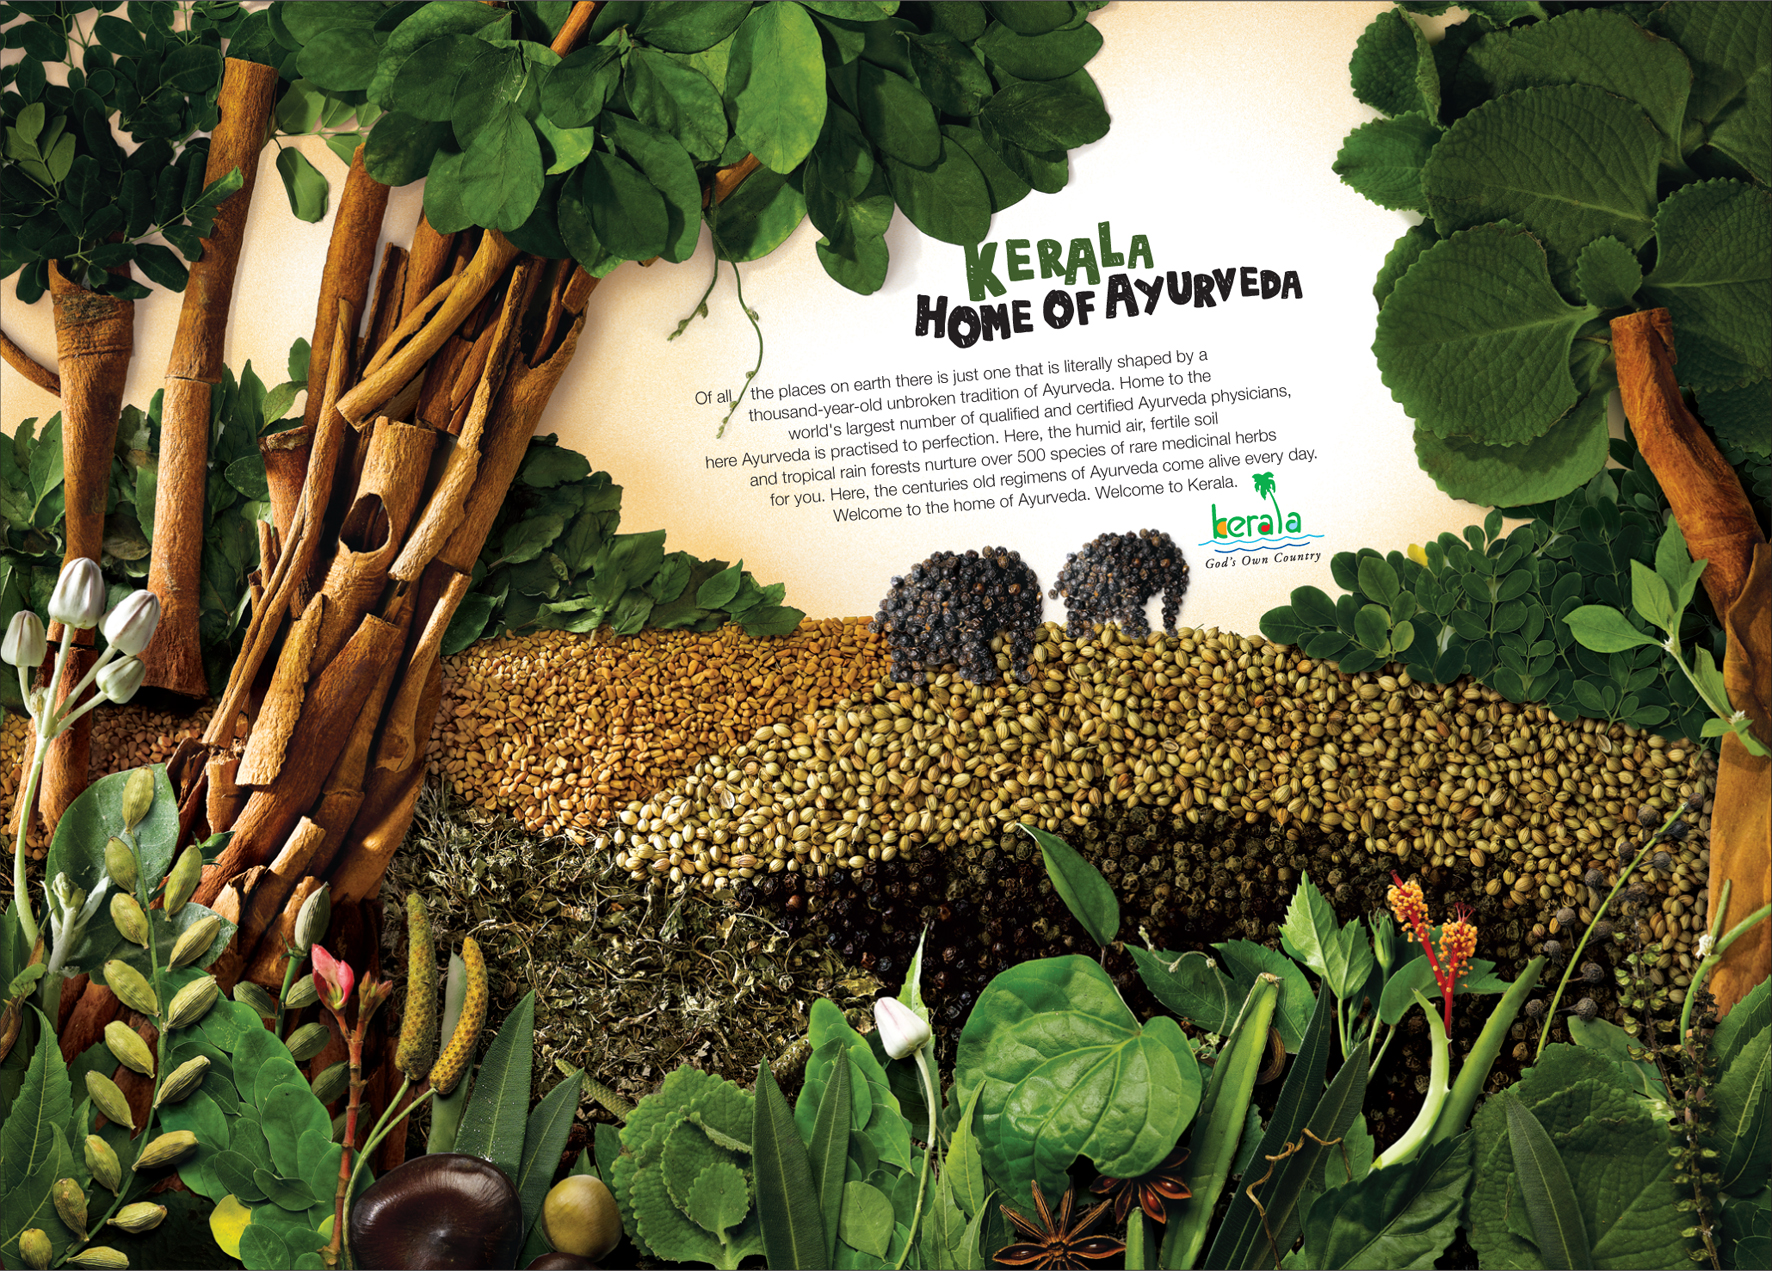 KERALA
HOME OF AYURVEDA
Of all the places on earth there is just one that is literally shaped by a
thousand-year-old unbroken tradition of Ayurveda. Home to the
world's largest number of qualified and certified Ayurveda physicians,
here Ayurveda is practised to perfection. Here, the humid air, fertile soil
and tropical rain forests nurture over 500 species of rare medicinal herbs
for you. Here, the centuries old regimens of Ayurveda come alive every day.
Welcome to the home of Ayurveda. Welcome to Kerala.
kerala
God's Own Country